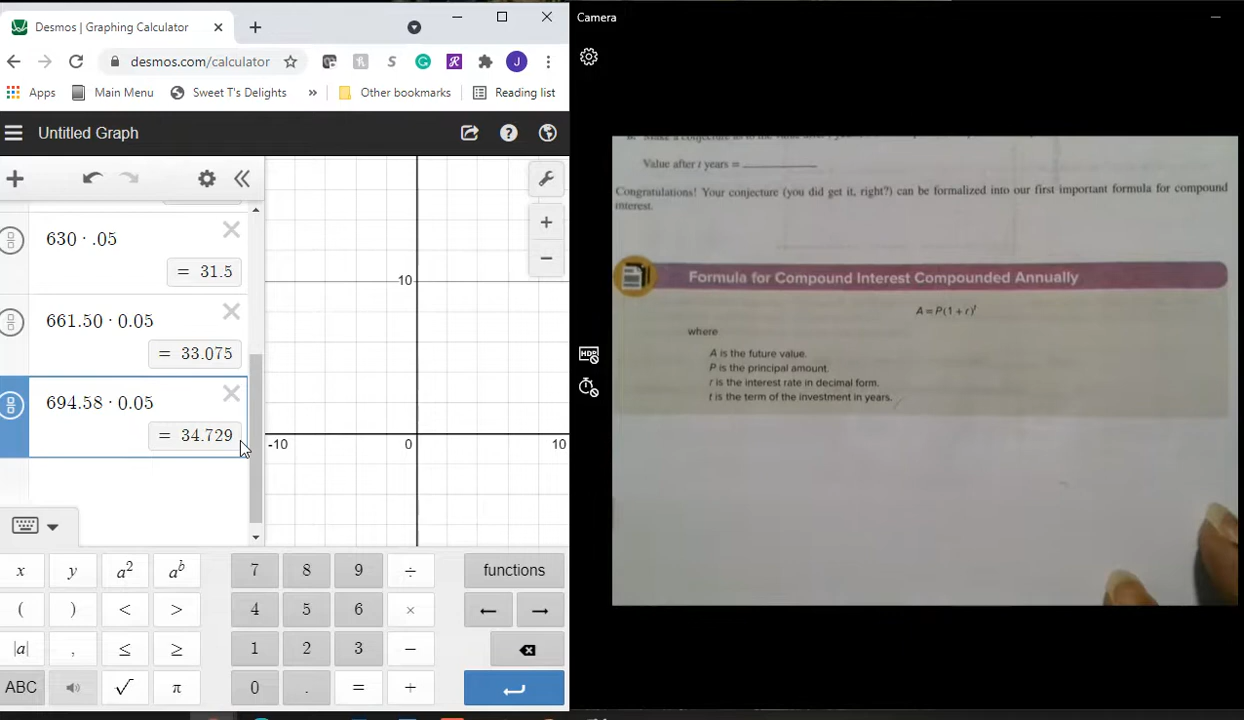 Desmos | Graphing Calculator
desmos.com/calculator
Apps Main Menu Sweet T's Delights » Other bookmarks Reading list
Untitled Graph
630 · .05
= 31.5
661.50 · 0.05
= 33.075
694.58 · 0.05
= 34.729
10
-10 0 10
x y a² aᵇ 7 8 9 ÷ functions
( ) < > 4 5 6 × ← →
|a| , ≤ ≥ 1 2 3 −
ABC √ π 0 . = +
Camera
Value after t years = ________
Congratulations! Your conjecture (you did get it, right?) can be formalized into our first important formula for compound
interest.
Formula for Compound Interest Compounded Annually
A = P(1 + r)ᵗ
where
A is the future value.
P is the principal amount.
r is the interest rate in decimal form.
t is the term of the investment in years.